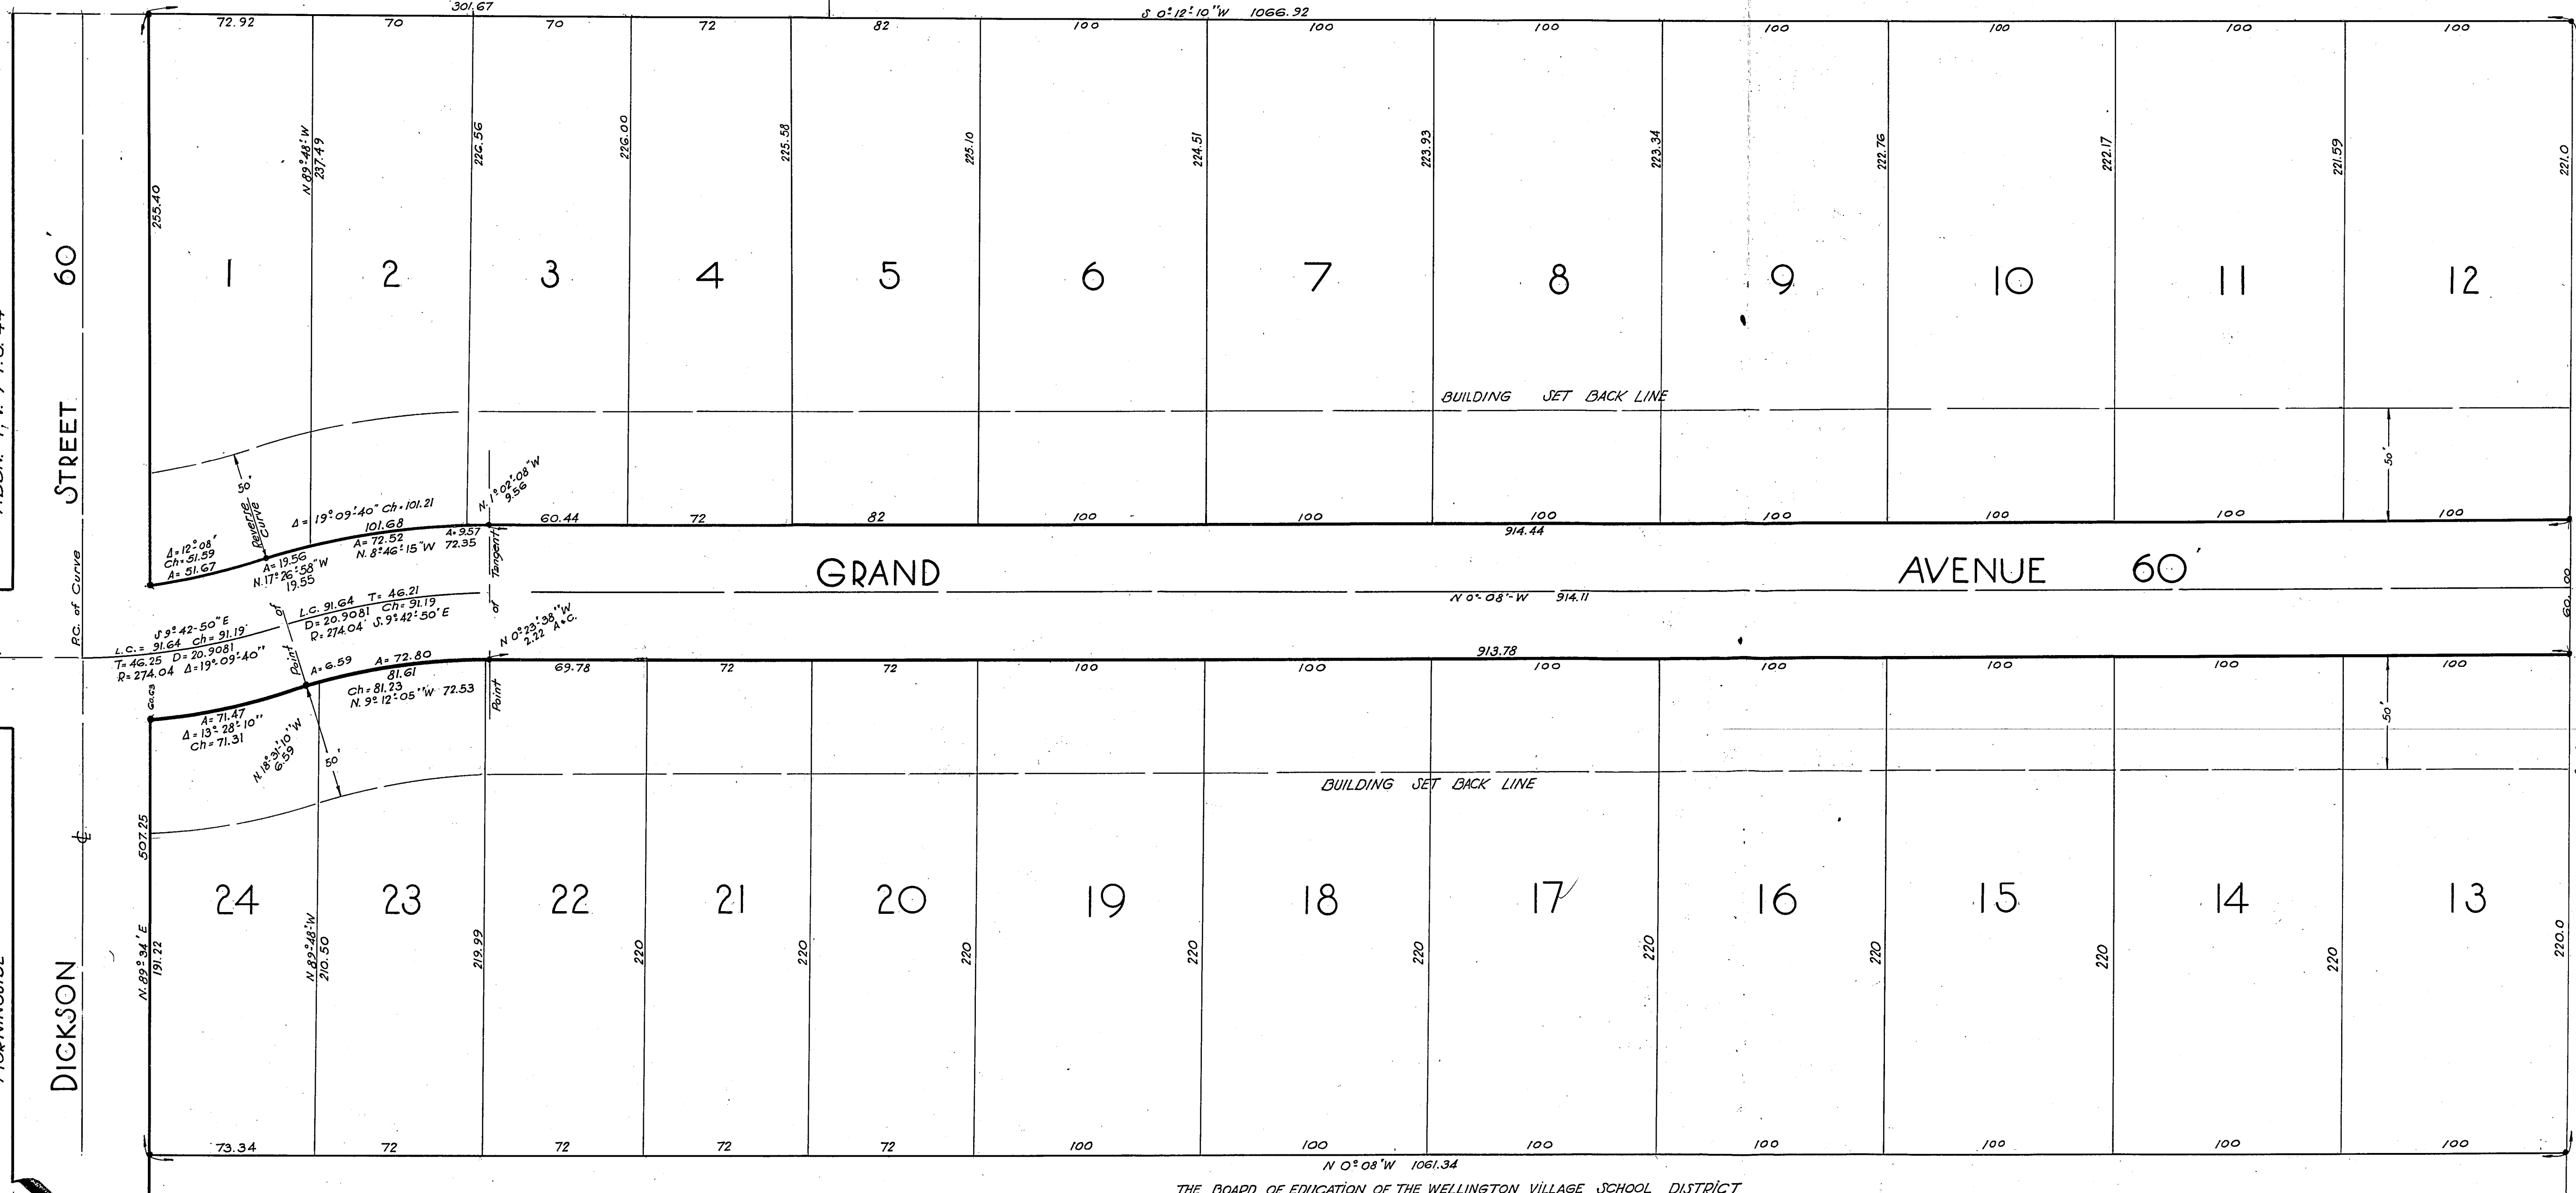 301.67
S 0°-12'-10"W 1066.92
72.92 70 70 72 82 100 100 100 100 100 100 100
STREET 60'
DICKSON
P.C. of Curve
255.40
N 89°-48'-W
237.49
226.56
226.00
225.58
225.10
224.51
223.93
223.34
222.76
222.17
221.59
221.0
1 2 3 4 5 6 7 8 9 10 11 12
BUILDING SET BACK LINE
50'
50'
Reverse Curve
Δ = 19°-09'-40" Ch = 101.21
101.68
N. 1°-02'-08"W
9.56
Δ = 12°-08'
Ch = 51.59
A = 51.67
A = 19.56
N. 17°-26'-58"W
19.55
A = 72.52
N. 8°-46'-15"W 72.35
A = 9.57
60.44 72 82 100 100 100 100 100 100 100
914.44
GRAND AVENUE 60'
N 0°-08'-W 914.11
60.00
Point of Tangent
Point of
L.C. 91.64 T = 46.21
D = 20.9081 Ch = 91.19
R = 274.04' S. 9°-42'-50' E
S 9°-42-50" E
L.C. = 91.64 Ch = 91.19'
T = 46.25 D = 20.9081
R = 274.04 Δ = 19°-09'-40"
N 0°-23'-38"W
2.22 A & C.
913.78
69.78 72 72 100 100 100 100 100 100 100
A = 6.59
A = 72.80
81.61
Ch = 81.23
N. 9°-12'-05"W 72.53
60.63
A = 71.47
Δ = 13°-28'-10"
Ch = 71.31
N. 18°-31'-10"W
6.59
50'
50'
BUILDING SET BACK LINE
507.25
N. 89°-34' E
191.22
N 89°-48'-W
210.50
219.99
220
220
220
220
220
220
220
220
220
220
220.0
24 23 22 21 20 19 18 17 16 15 14 13
73.34 72 72 72 72 100 100 100 100 100 100 100
N 0°-08'W 1061.34
THE BOARD OF EDUCATION OF THE WELLINGTON VILLAGE SCHOOL DISTRICT